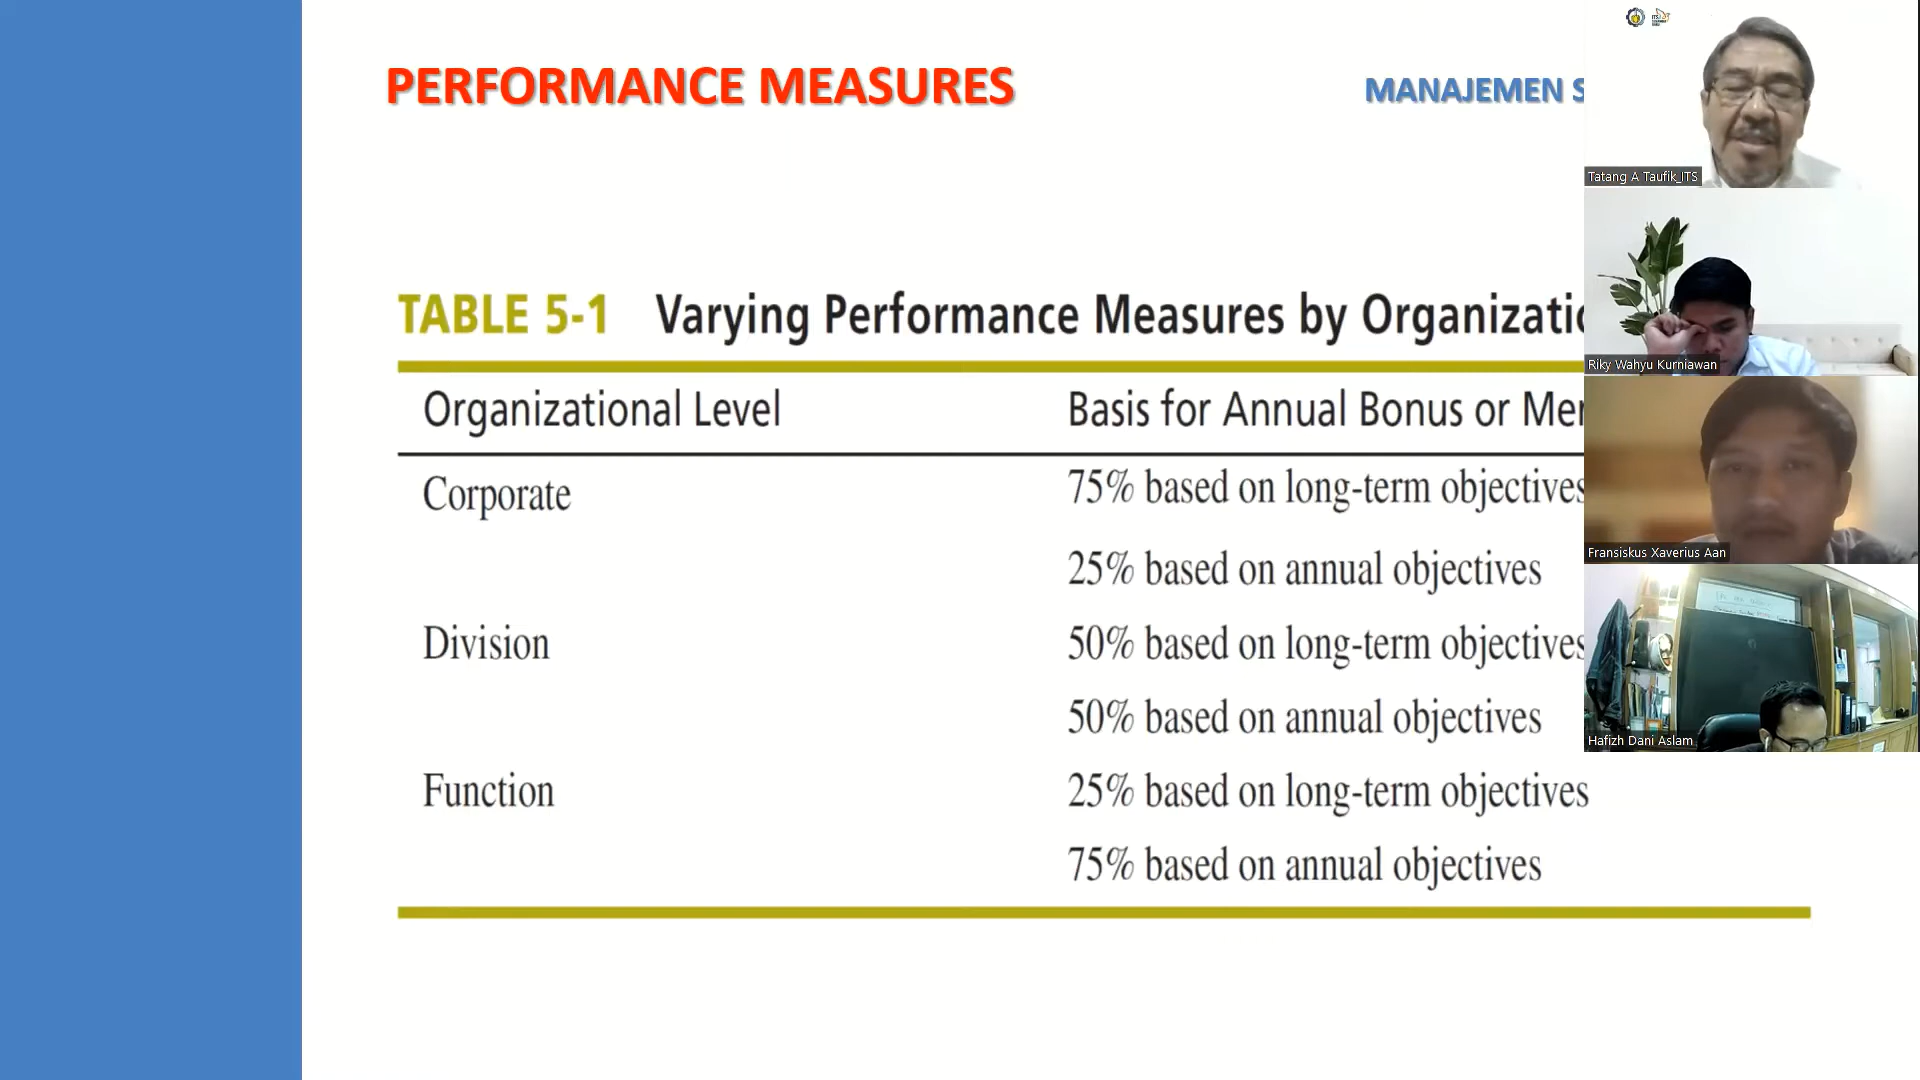 PERFORMANCE MEASURES
MANAJEMEN S
TABLE 5-1 Varying Performance Measures by Organizatio
Organizational Level Basis for Annual Bonus or Mer
Corporate 75% based on long-term objectives
25% based on annual objectives
Division 50% based on long-term objectives
50% based on annual objectives
Function 25% based on long-term objectives
75% based on annual objectives
Tatang A Taufik_ITS
Riky Wahyu Kurniawan
Fransiskus Xaverius Aan
Hafizh Dani Aslam